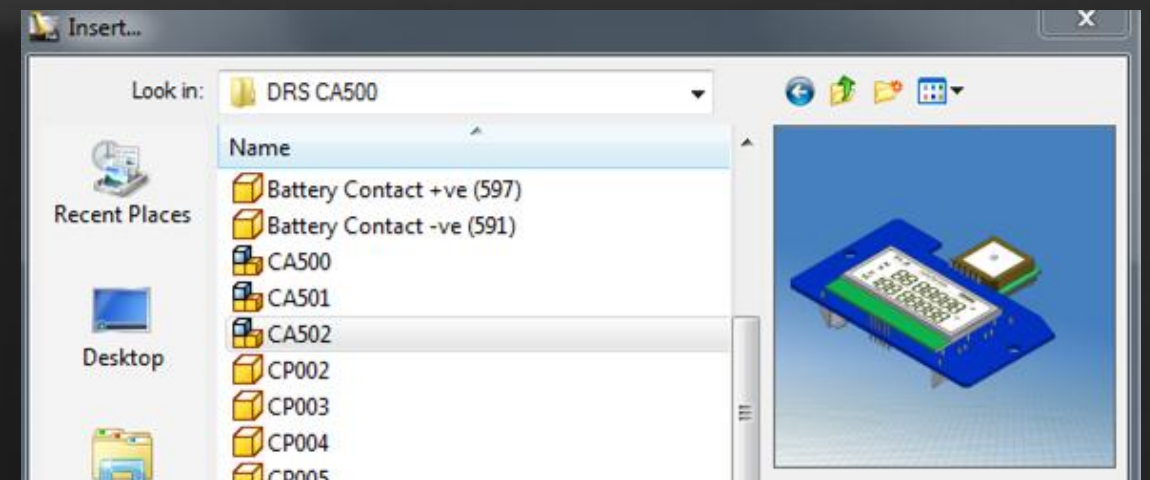 Insert...
Look in: DRS CA500
Name
Recent Places
Battery Contact +ve (597)
Battery Contact -ve (591)
CA500
CA501
CA502
Desktop
CP002
CP003
CP004
CP005